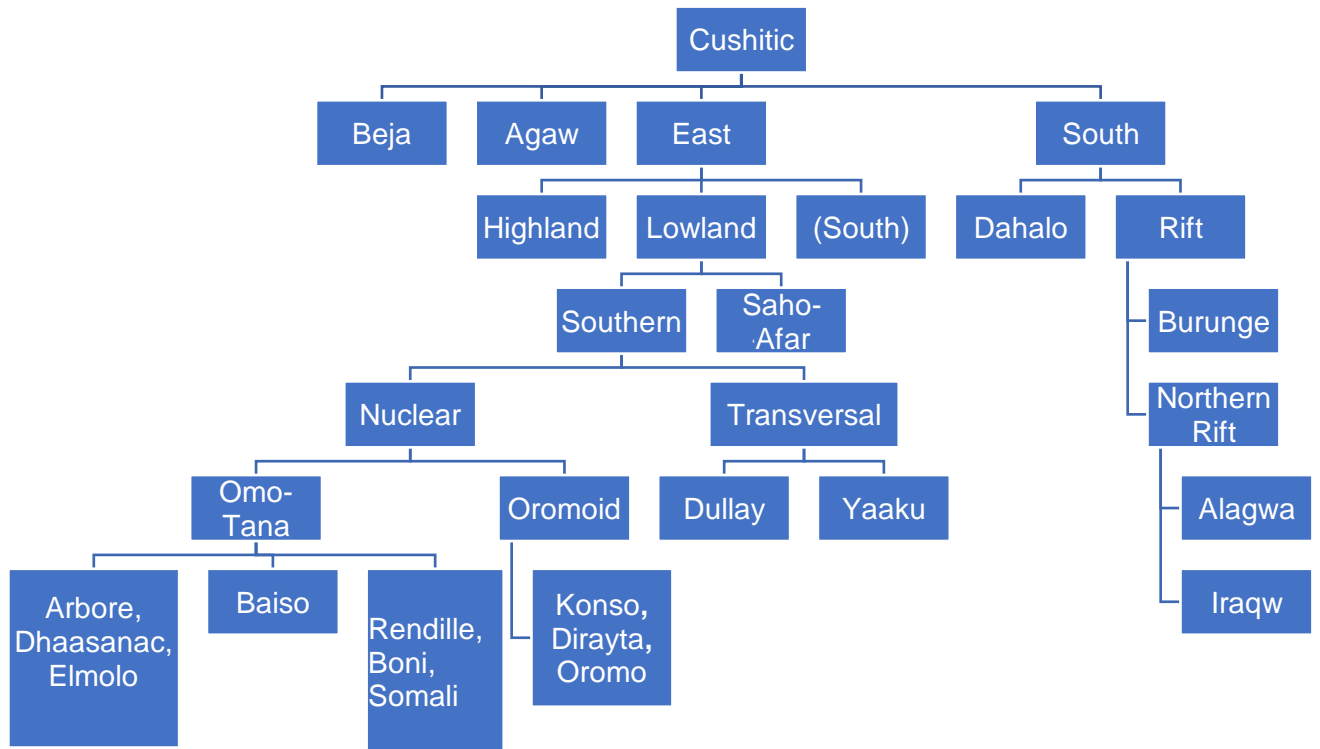 Cushitic
Beja
Agaw
East
South
Highland
Lowland
(South)
Dahalo
Rift
Southern
Saho-
Afar
Burunge
Nuclear
Transversal
Northern
Rift
Omo-
Tana
Oromoid
Dullay
Yaaku
Alagwa
Arbore,
Dhaasanac,
Elmolo
Baiso
Rendille,
Boni,
Somali
Konso,
Dirayta,
Oromo
Iraqw